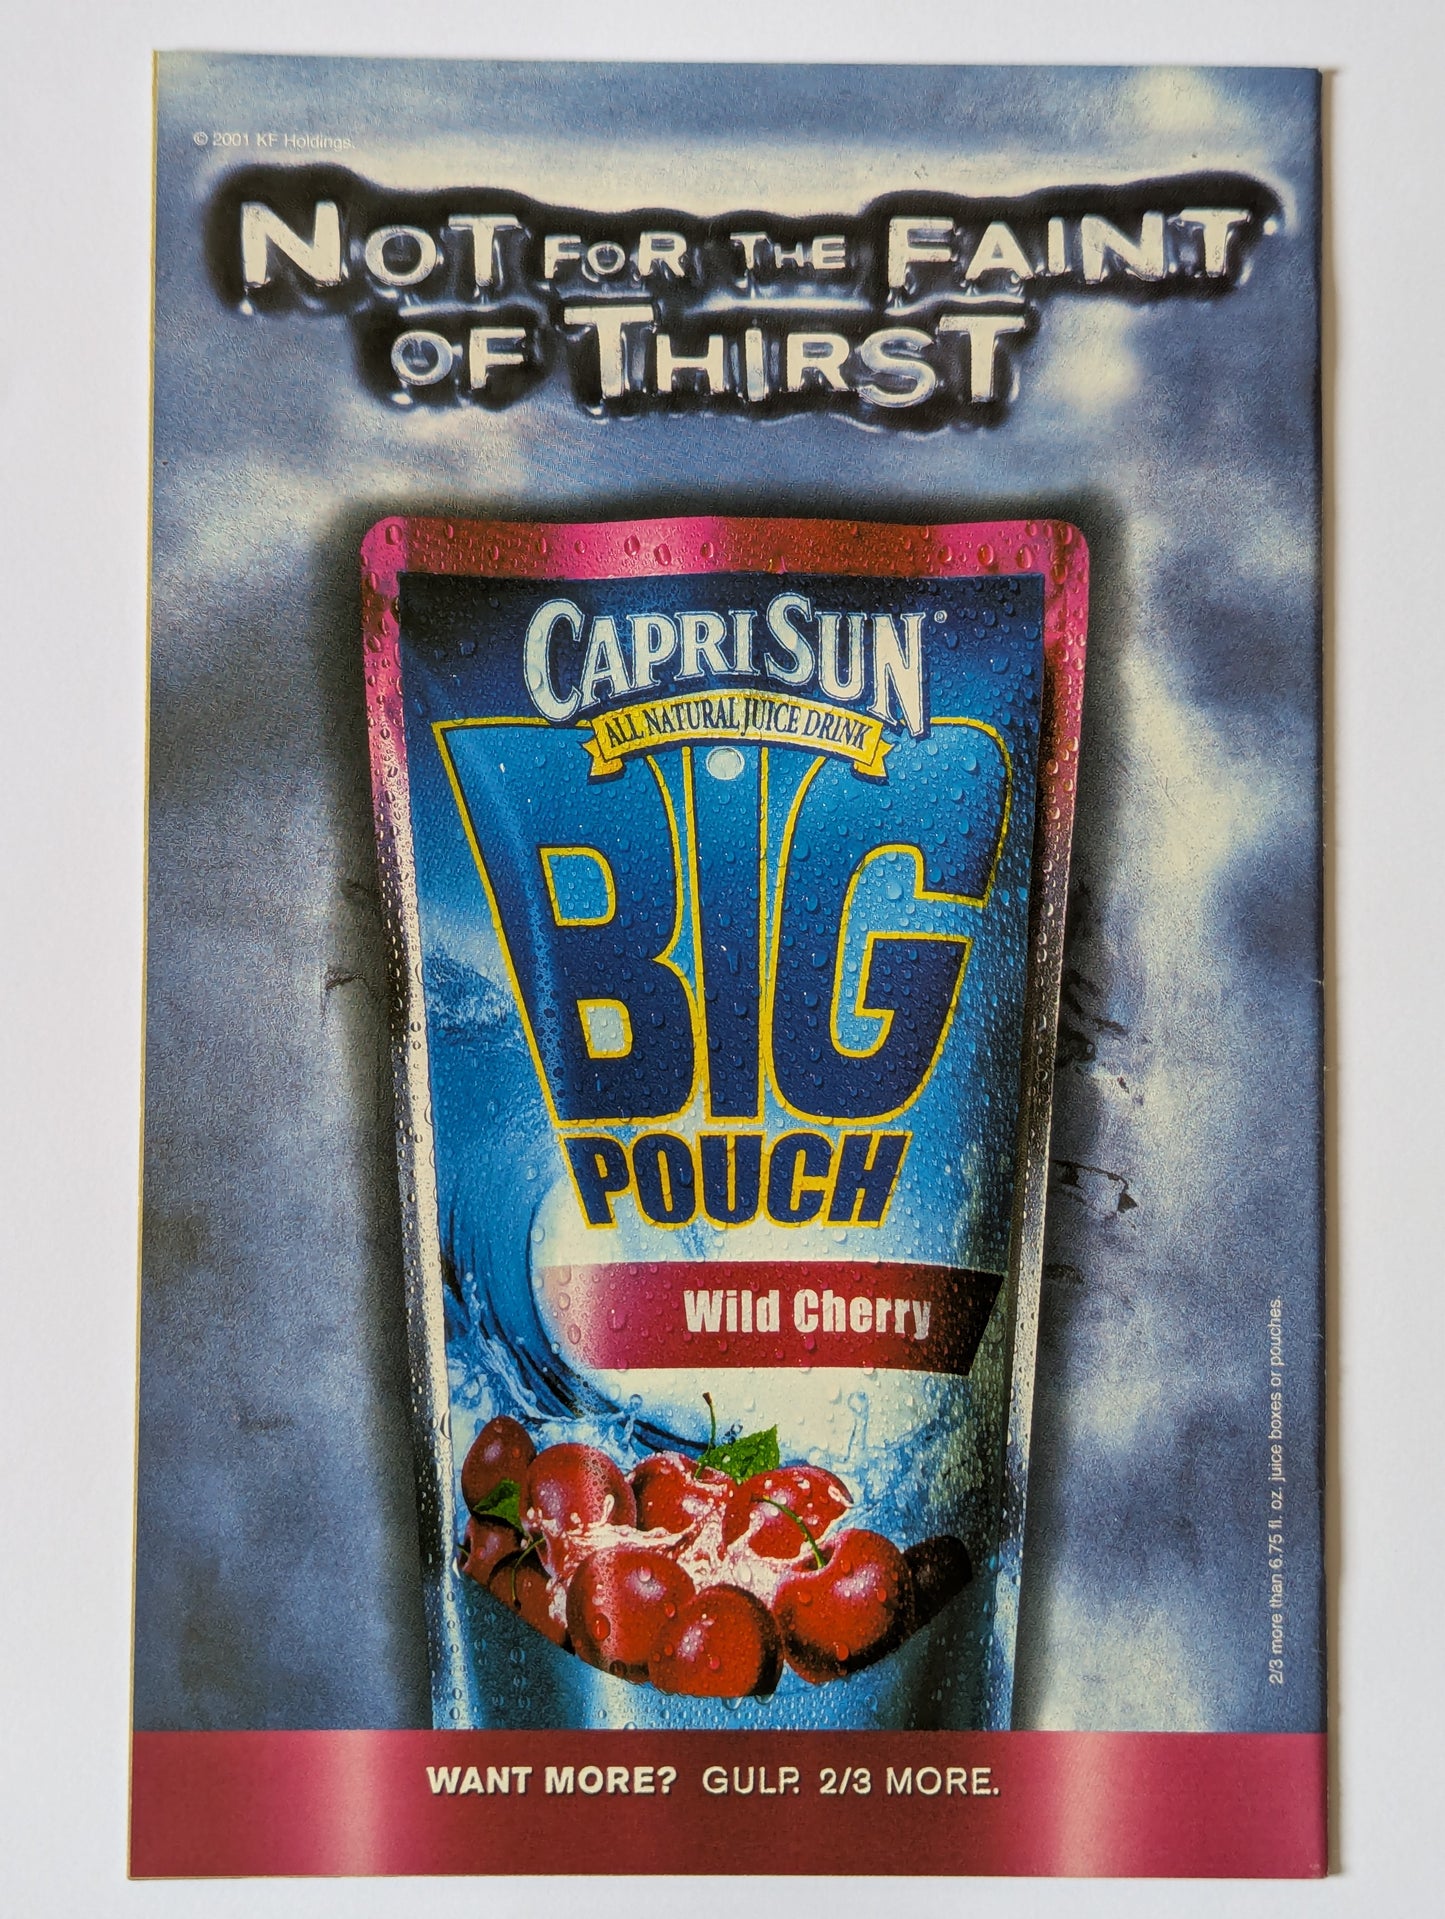 © 2001 KF Holdings.
NOT FOR THE FAINT
OF THIRST
CAPRI SUN®
ALL NATURAL JUICE DRINK
BIG
POUCH
Wild Cherry
2/3 more than 6.75 fl. oz. juice boxes or pouches.
WANT MORE? GULP. 2/3 MORE.